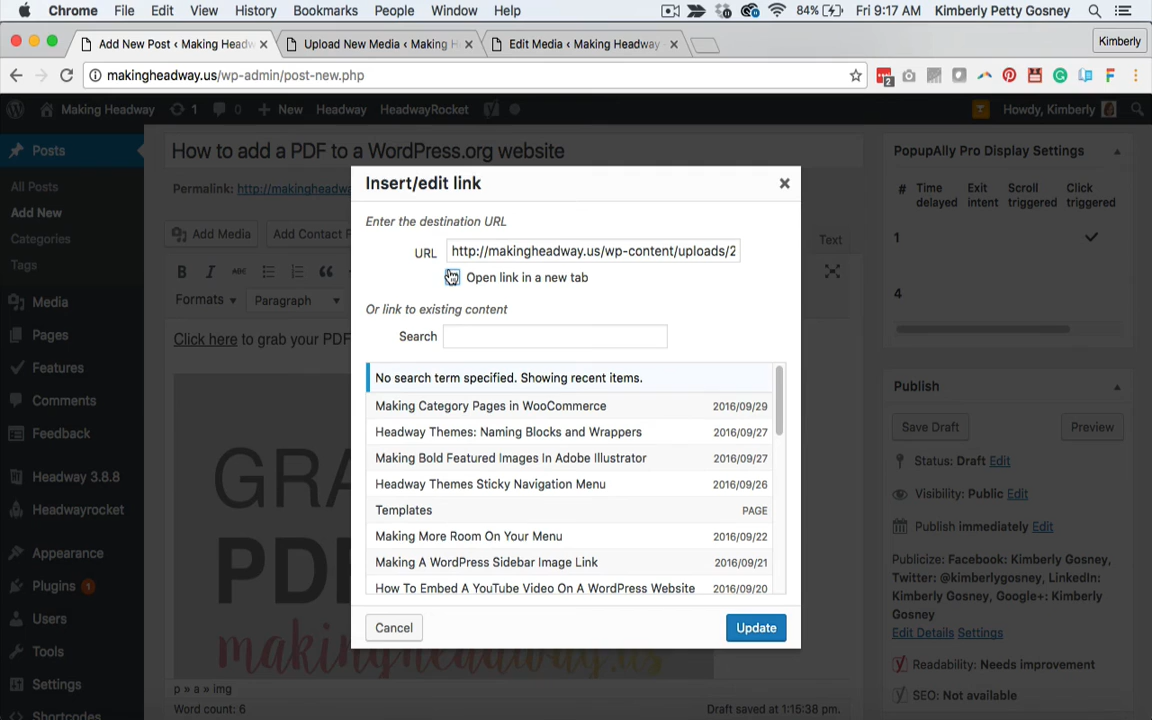 Chrome File Edit View History Bookmarks People Window Help 84% Fri 9:17 AM Kimberly Petty Gosney
Add New Post ‹ Making Headw Upload New Media ‹ Making H Edit Media ‹ Making Headway Kimberly
makingheadway.us/wp-admin/post-new.php 2
Making Headway 1 0 New Headway HeadwayRocket Howdy, Kimberly
Posts
All Posts
Add New
Categories
Tags
Media
Pages
Features
Comments
Feedback
Headway 3.8.8
Headwayrocket
Appearance
Plugins 1
Users
Tools
Settings
Shortcodes
How to add a PDF to a WordPress.org website
Permalink: http://makingheadwa
Add Media Add Contact F Text
B I ABC
Formats Paragraph
Click here to grab your PDF
GRA
PDF
makingheadway.us
p » a » img
Word count: 6 Draft saved at 1:15:38 pm.
Insert/edit link
Enter the destination URL
URL http://makingheadway.us/wp-content/uploads/2
Open link in a new tab
Or link to existing content
Search
No search term specified. Showing recent items.
Making Category Pages in WooCommerce 2016/09/29
Headway Themes: Naming Blocks and Wrappers 2016/09/27
Making Bold Featured Images In Adobe Illustrator 2016/09/27
Headway Themes Sticky Navigation Menu 2016/09/26
Templates PAGE
Making More Room On Your Menu 2016/09/22
Making A WordPress Sidebar Image Link 2016/09/21
How To Embed A YouTube Video On A WordPress Website 2016/09/20
Cancel Update
PopupAlly Pro Display Settings
# Time delayed Exit intent Scroll triggered Click triggered
1
4
Publish
Save Draft Preview
Status: Draft Edit
Visibility: Public Edit
Publish immediately Edit
Publicize: Facebook: Kimberly Gosney,
Twitter: @kimberlygosney, LinkedIn:
Kimberly Gosney, Google+: Kimberly
Gosney
Edit Details Settings
Readability: Needs improvement
SEO: Not available